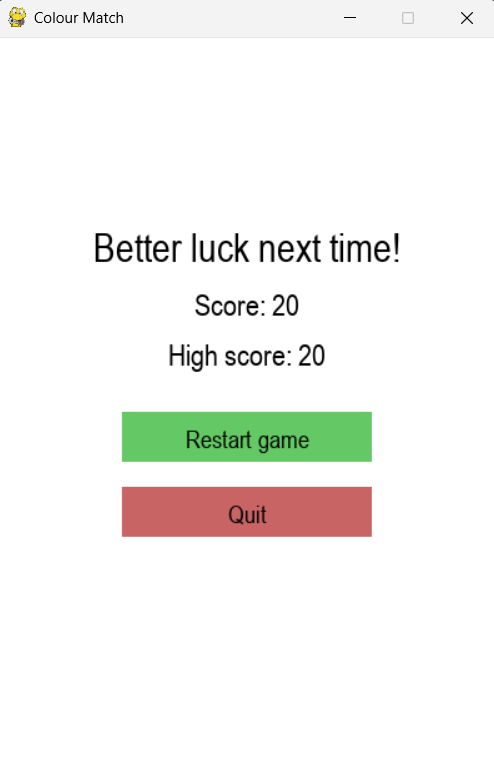 Colour Match
Better luck next time!
Score: 20
High score: 20
Restart game
Quit